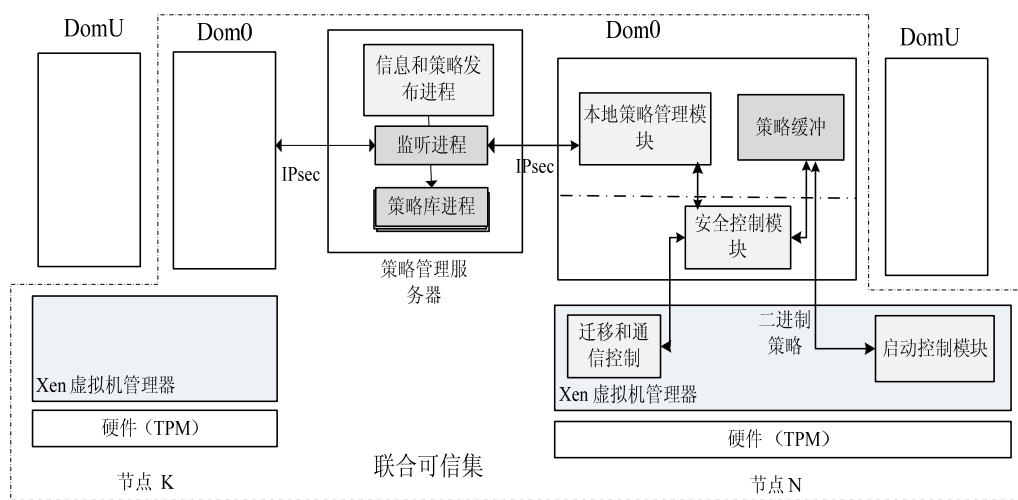 DomU
Dom0
Dom0
DomU
信息和策略发
布进程
监听进程
策略库进程
IPsec
IPsec
策略管理服
务器
本地策略管理模
块
策略缓冲
安全控制模
块
迁移和通
信控制
二进制
策略
启动控制模块
Xen 虚拟机管理器
Xen 虚拟机管理器
硬件（TPM）
硬件 （TPM）
节点 K
联合可信集
节点 N